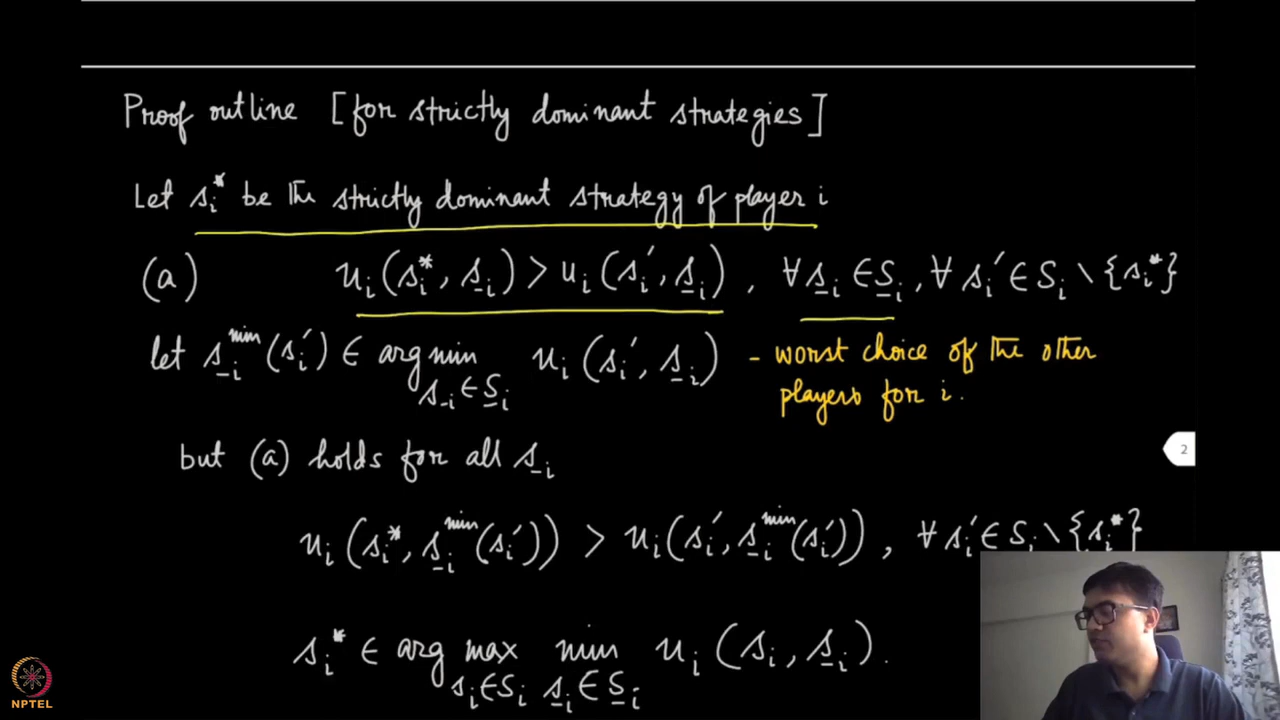 Proof outline [for strictly dominant strategies]
Let s_i^* be the strictly dominant strategy of player i
(a) u_i(s_i^*, s_{-i}) > u_i(s_i', s_{-i}), ∀ s_{-i} ∈ S_{-i}, ∀ s_i' ∈ S_i \ {s_i^*}
let s_{-i}^{min}(s_i') ∈ arg min_{s_{-i} ∈ S_{-i}} u_i(s_i', s_{-i}) - worst choice of the other
players for i.
but (a) holds for all s_{-i}
2
u_i(s_i^*, s_{-i}^{min}(s_i')) > u_i(s_i', s_{-i}^{min}(s_i')), ∀ s_i' ∈ S_i \ {s_i^*}
s_i^* ∈ arg max_{s_i ∈ S_i} min_{s_{-i} ∈ S_{-i}} u_i(s_i, s_{-i}).
NPTEL